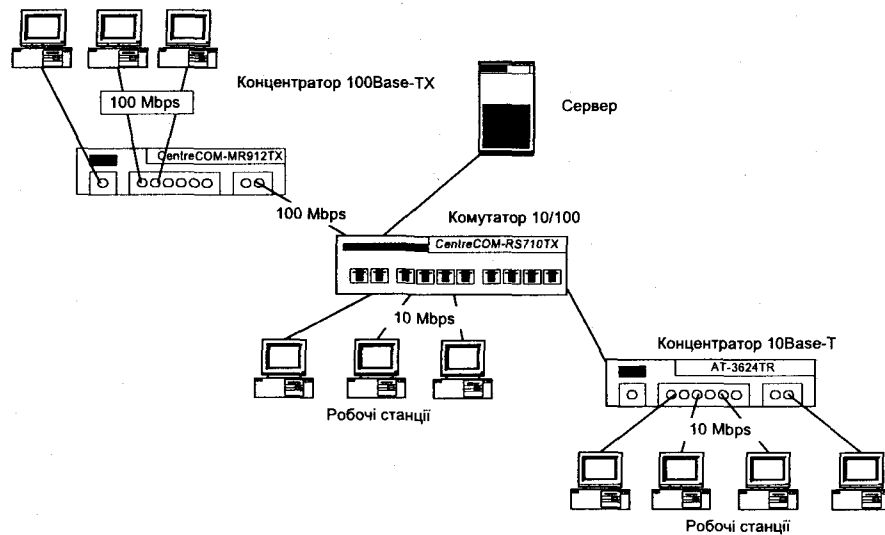 Концентратор 100Base-TX
100 Mbps
Сервер
CentreCOM-MR912TX
100 Mbps
Комутатор 10/100
CentreCOM-RS710TX
10 Mbps
Концентратор 10Base-T
AT-3624TR
Робочі станції
10 Mbps
Робочі станції